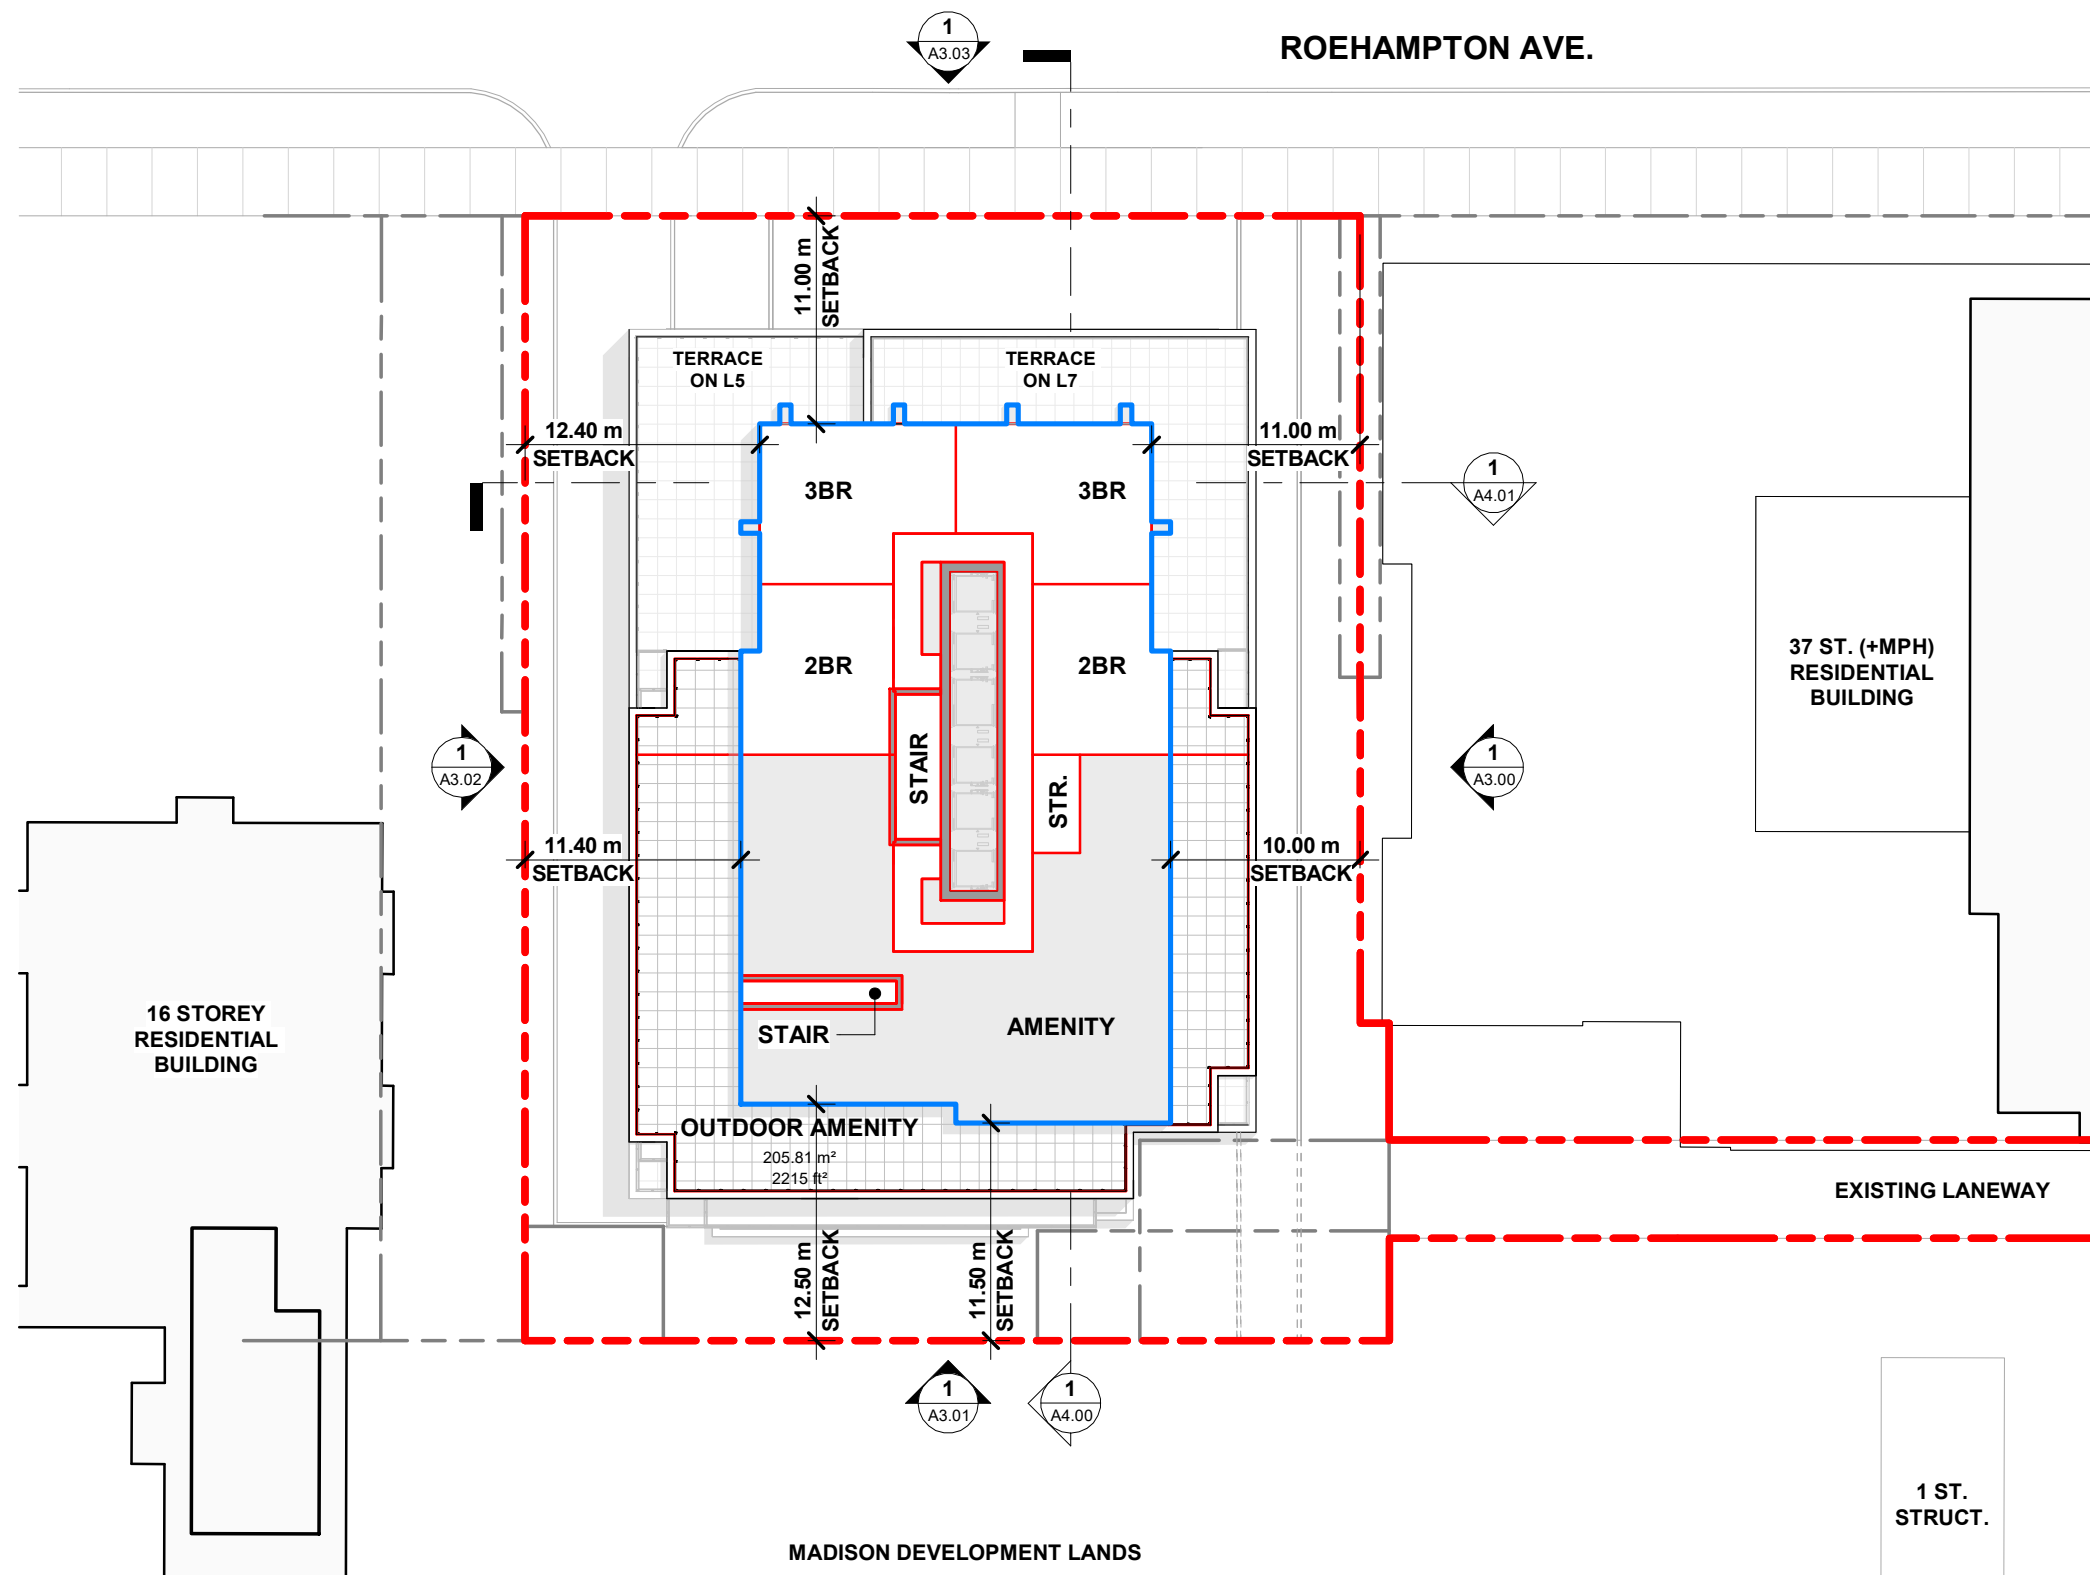 1
A3.03
ROEHAMPTON AVE.
11.00 m
SETBACK
TERRACE
ON L5
TERRACE
ON L7
12.40 m
SETBACK
11.00 m
SETBACK
3BR
3BR
1
A4.01
2BR
2BR
37 ST. (+MPH)
RESIDENTIAL
BUILDING
STAIR
STR.
1
A3.02
1
A3.00
11.40 m
SETBACK
10.00 m
SETBACK
16 STOREY
RESIDENTIAL
BUILDING
STAIR
AMENITY
OUTDOOR AMENITY
205.81 m²
2215 ft²
EXISTING LANEWAY
12.50 m
SETBACK
11.50 m
SETBACK
1
A3.01
1
A4.00
1 ST.
STRUCT.
MADISON DEVELOPMENT LANDS